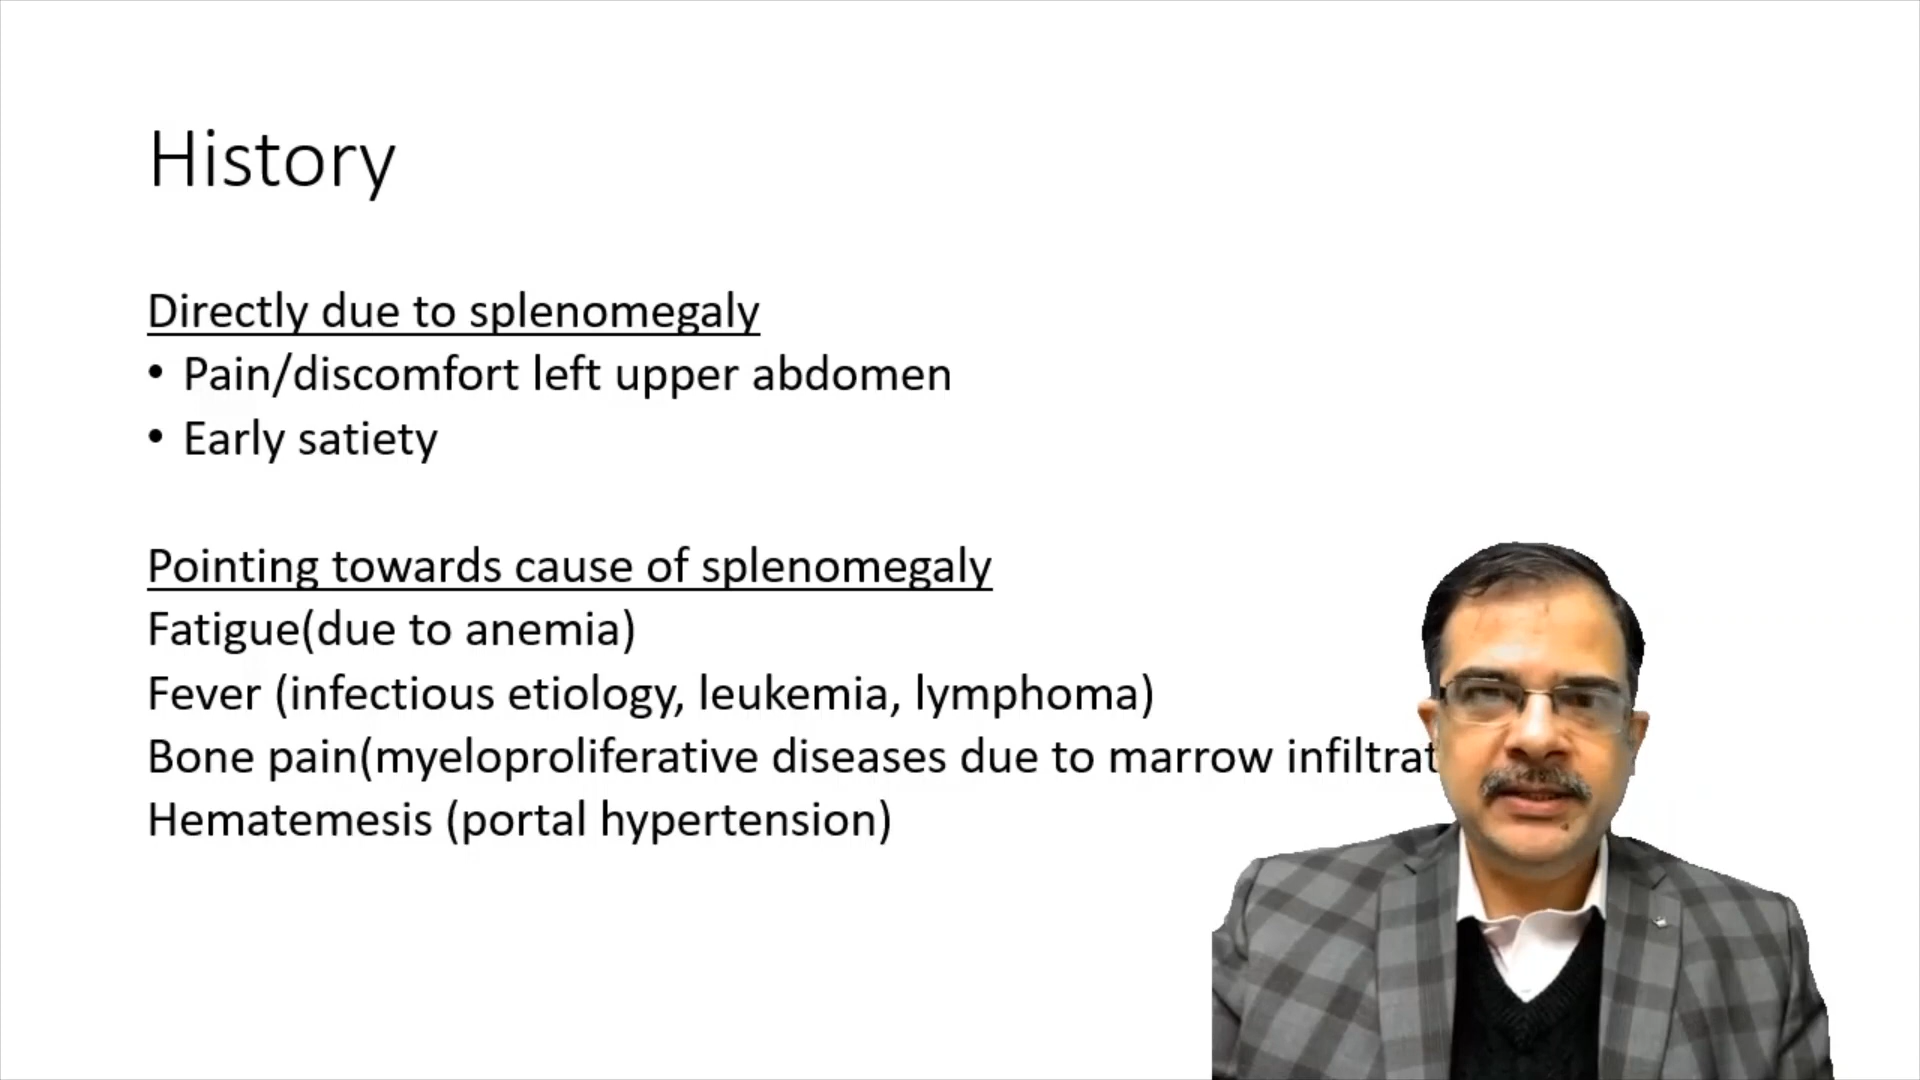 History
Directly due to splenomegaly
• Pain/discomfort left upper abdomen
• Early satiety
Pointing towards cause of splenomegaly
Fatigue(due to anemia)
Fever (infectious etiology, leukemia, lymphoma)
Bone pain(myeloproliferative diseases due to marrow
Hematemesis (portal hypertension)